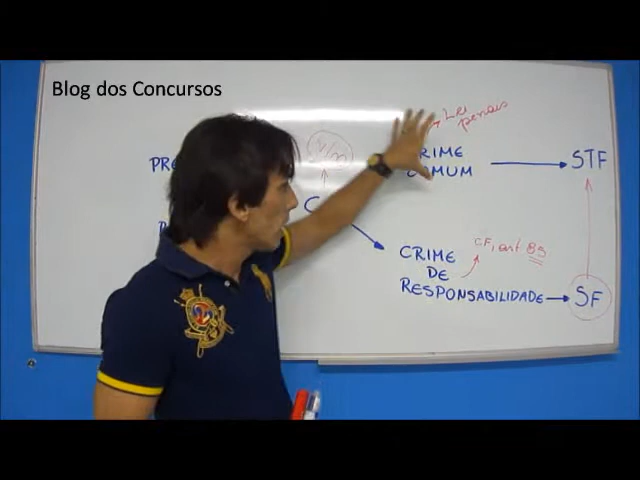 Blog dos Concursos
Lei
penais
CRIME
COMUM
STF
CF, art 85
CRIME
DE
RESPONSABILIDADE
SF